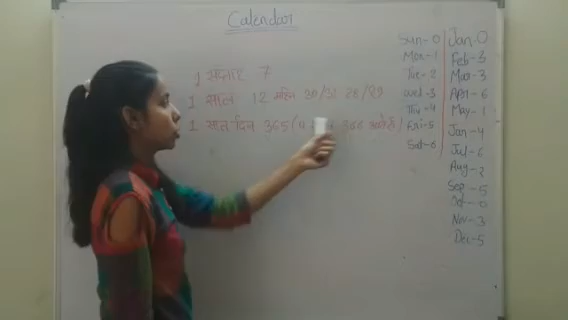 Calendar
1 सप्ताह 7
1 साल 12 महिने 30/31 28/29
1 साल दिन 365 366
Sun-0
Mon-1
Tue-2
Wed-3
Thu-4
Fri-5
Sat-6
Jan-0
Feb-3
Mar-3
Apr-6
May-1
Jan-4
Jul-6
Aug-2
Sep-5
Oct-0
Nov-3
Dec-5